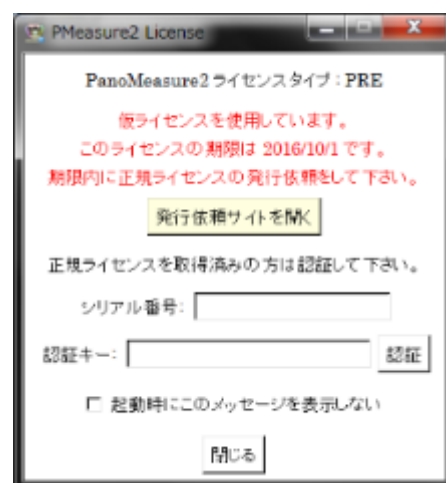 PMeasure2 License
PanoMeasure2 ライセンスタイプ : PRE
仮ライセンスを使用しています。
このライセンスの期限は 2016/10/1 です。
期限内に正規ライセンスの発行依頼をして下さい。
発行依頼サイトを開く
正規ライセンスを取得済みの方は認証して下さい。
シリアル番号:
認証キー: 認証
起動時にこのメッセージを表示しない
閉じる